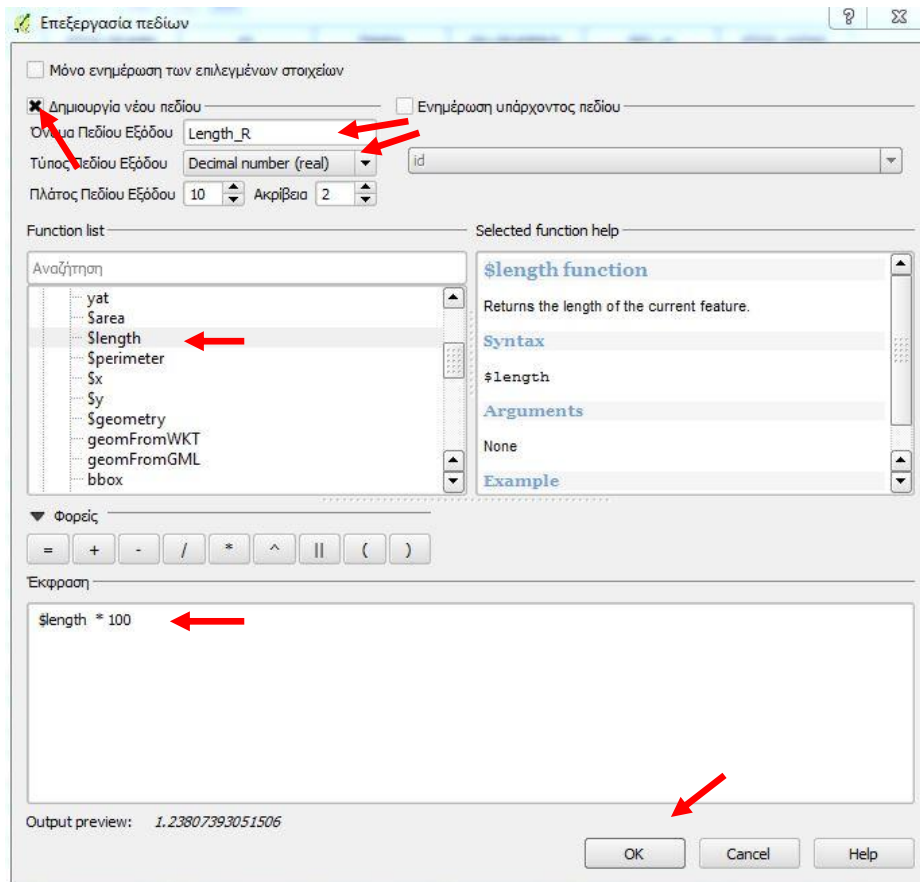 Επεξεργασία πεδίων
Μόνο ενημέρωση των επιλεγμένων στοιχείων
Δημιουργία νέου πεδίου
Ενημέρωση υπάρχοντος πεδίου
Όνομα Πεδίου Εξόδου Length_R
Τύπος Πεδίου Εξόδου Decimal number (real)
id
Πλάτος Πεδίου Εξόδου 10 Ακρίβεια 2
Function list
Αναζήτηση
yat
$area
$length
$perimeter
$x
$y
$geometry
geomFromWKT
geomFromGML
bbox
Selected function help
$length function
Returns the length of the current feature.
Syntax
$length
Arguments
None
Example
Φορείς
= + - / * ^ || ( )
Έκφραση
$length * 100
Output preview: 1.23807393051506
OK Cancel Help